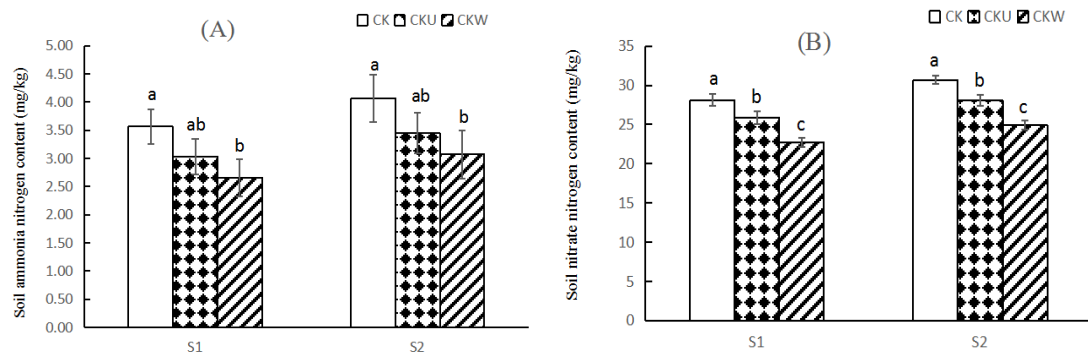 CK CKU CKW
(A)
5.00
4.50
4.00
3.50
3.00
2.50
2.00
1.50
1.00
0.50
0.00
Soil ammonia nitrogen content (mg/kg)
a
ab
b
a
ab
b
S1
S2
CK CKU CKW
(B)
35
30
25
20
15
10
5
0
Soil nitrate nitrogen content (mg/kg)
a
b
c
a
b
c
S1
S2